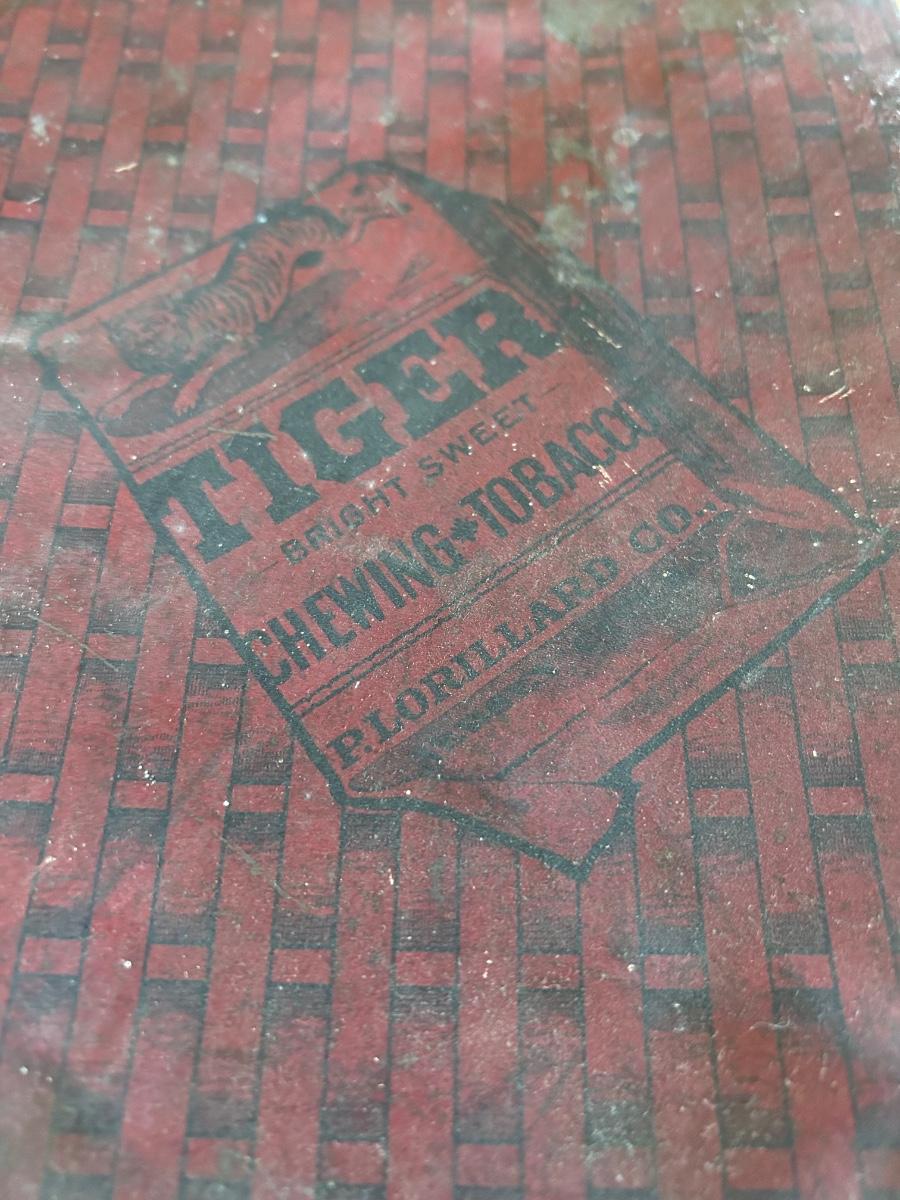 TIGER
BRIGHT SWEET
CHEWING TOBACCO
P. LORILLARD CO.,